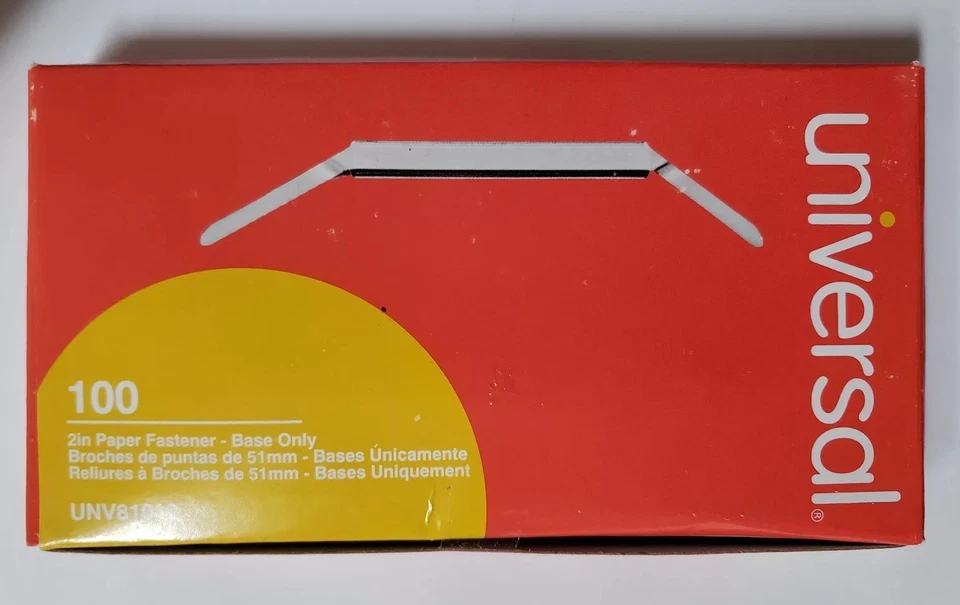 universal®
100
2in Paper Fastener - Base Only
Broches de puntas de 51mm - Bases Únicamente
Reliures à Broches de 51mm - Bases Uniquement